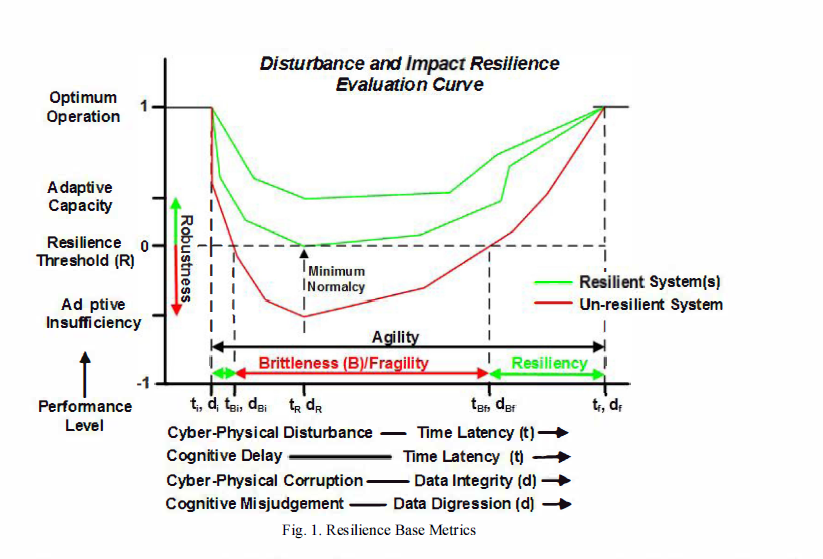 Disturbance and Impact Resilience
Evaluation Curve
Optimum
Operation
1
Adaptive
Capacity
Robustness
Resilience
Threshold (R)
0
Minimum
Normalcy
Resilient System(s)
Un-resilient System
Ad ptive
Insufficiency
Agility
Brittleness (B)/Fragility
Resiliency
-1
Performance
Level
ti, di
tBi, dBi
tR dR
tBf, dBf
tf, df
Cyber-Physical Disturbance — Time Latency (t)
Cognitive Delay Time Latency (t)
Cyber-Physical Corruption — Data Integrity (d)
Cognitive Misjudgement — Data Digression (d)
Fig. 1. Resilience Base Metrics